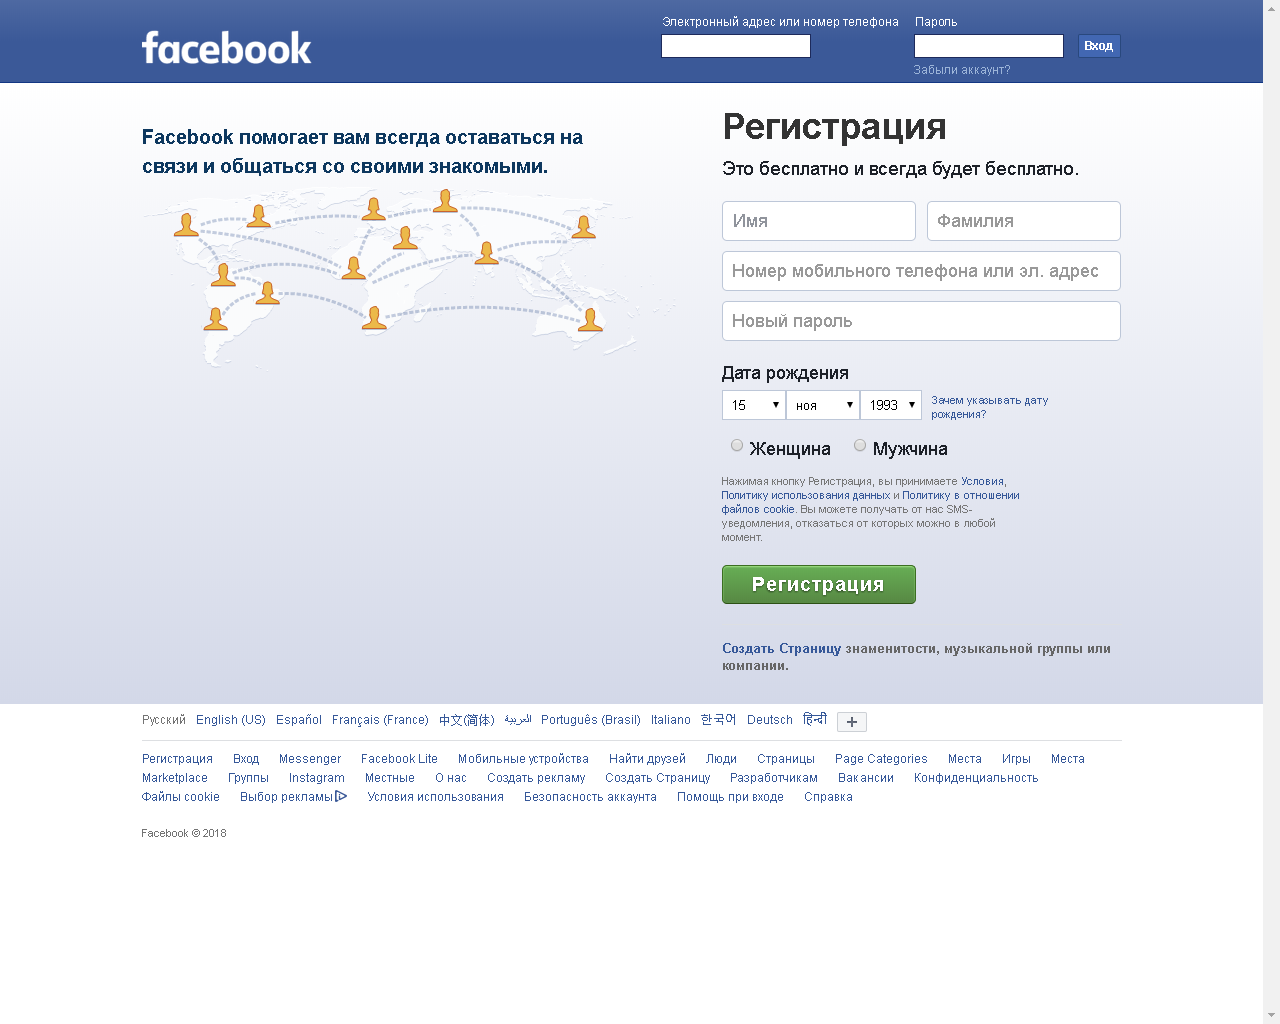 facebook
Электронный адрес или номер телефона
Пароль
Вход
Забыли аккаунт?
Facebook помогает вам всегда оставаться на
связи и общаться со своими знакомыми.
Регистрация
Это бесплатно и всегда будет бесплатно.
Имя
Фамилия
Номер мобильного телефона или эл. адрес
Новый пароль
Дата рождения
15
ноя
1993
Зачем указывать дату
рождения?
Женщина
Мужчина
Нажимая кнопку Регистрация, вы принимаете Условия,
Политику использования данных и Политику в отношении
файлов cookie. Вы можете получать от нас SMS-
уведомления, отказаться от которых можно в любой
момент.
Регистрация
Создать Страницу знаменитости, музыкальной группы или
компании.
Русский English (US) Español Français (France) 中文(简体) العربية Português (Brasil) Italiano 한국어 Deutsch हिन्दी +
Регистрация Вход Messenger Facebook Lite Мобильные устройства Найти друзей Люди Страницы Page Categories Места Игры Места
Marketplace Группы Instagram Местные О нас Создать рекламу Создать Страницу Разработчикам Вакансии Конфиденциальность
Файлы cookie Выбор рекламы Условия использования Безопасность аккаунта Помощь при входе Справка
Facebook © 2018